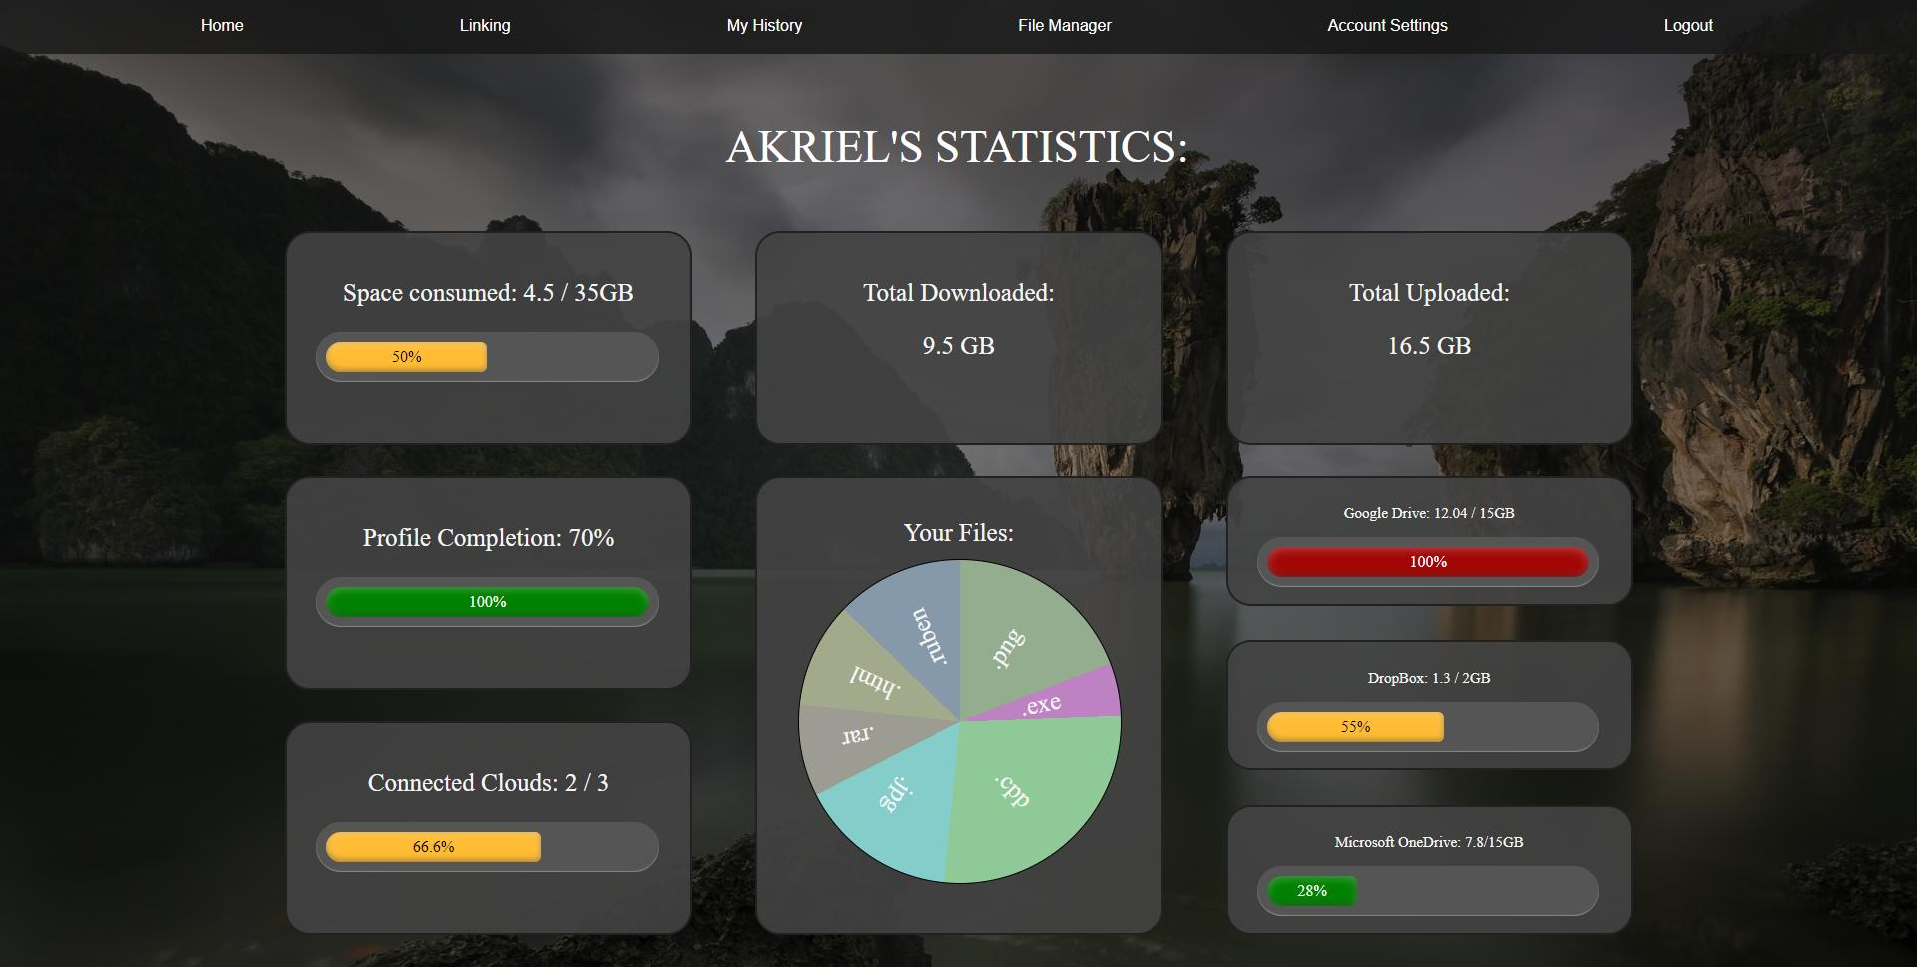 Home Linking My History File Manager Account Settings Logout
AKRIEL'S STATISTICS:
Space consumed: 4.5 / 35GB
50%
Total Downloaded:
9.5 GB
Total Uploaded:
16.5 GB
Profile Completion: 70%
100%
Connected Clouds: 2 / 3
66.6%
Your Files:
.png
.exe
.cpp
.jpg
.rar
.html
.ruben
Google Drive: 12.04 / 15GB
100%
DropBox: 1.3 / 2GB
55%
Microsoft OneDrive: 7.8/15GB
28%